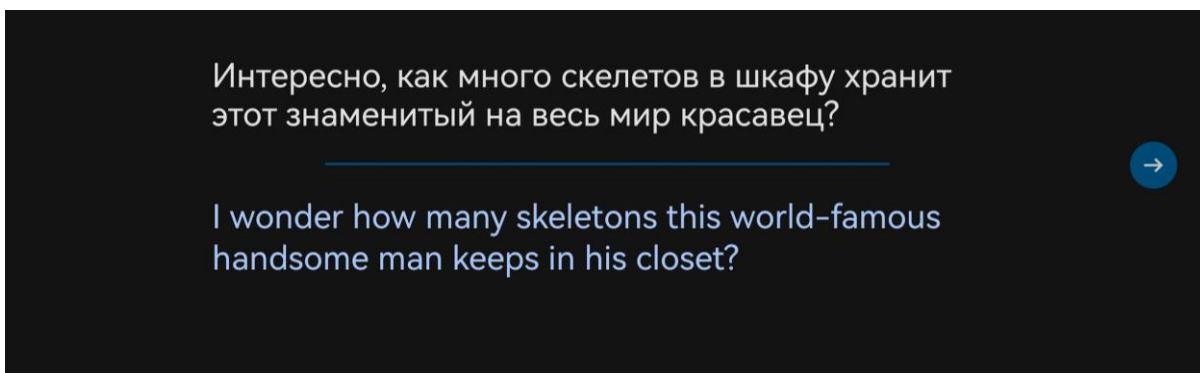 Интересно, как много скелетов в шкафу хранит
этот знаменитый на весь мир красавец?
I wonder how many skeletons this world-famous
handsome man keeps in his closet?